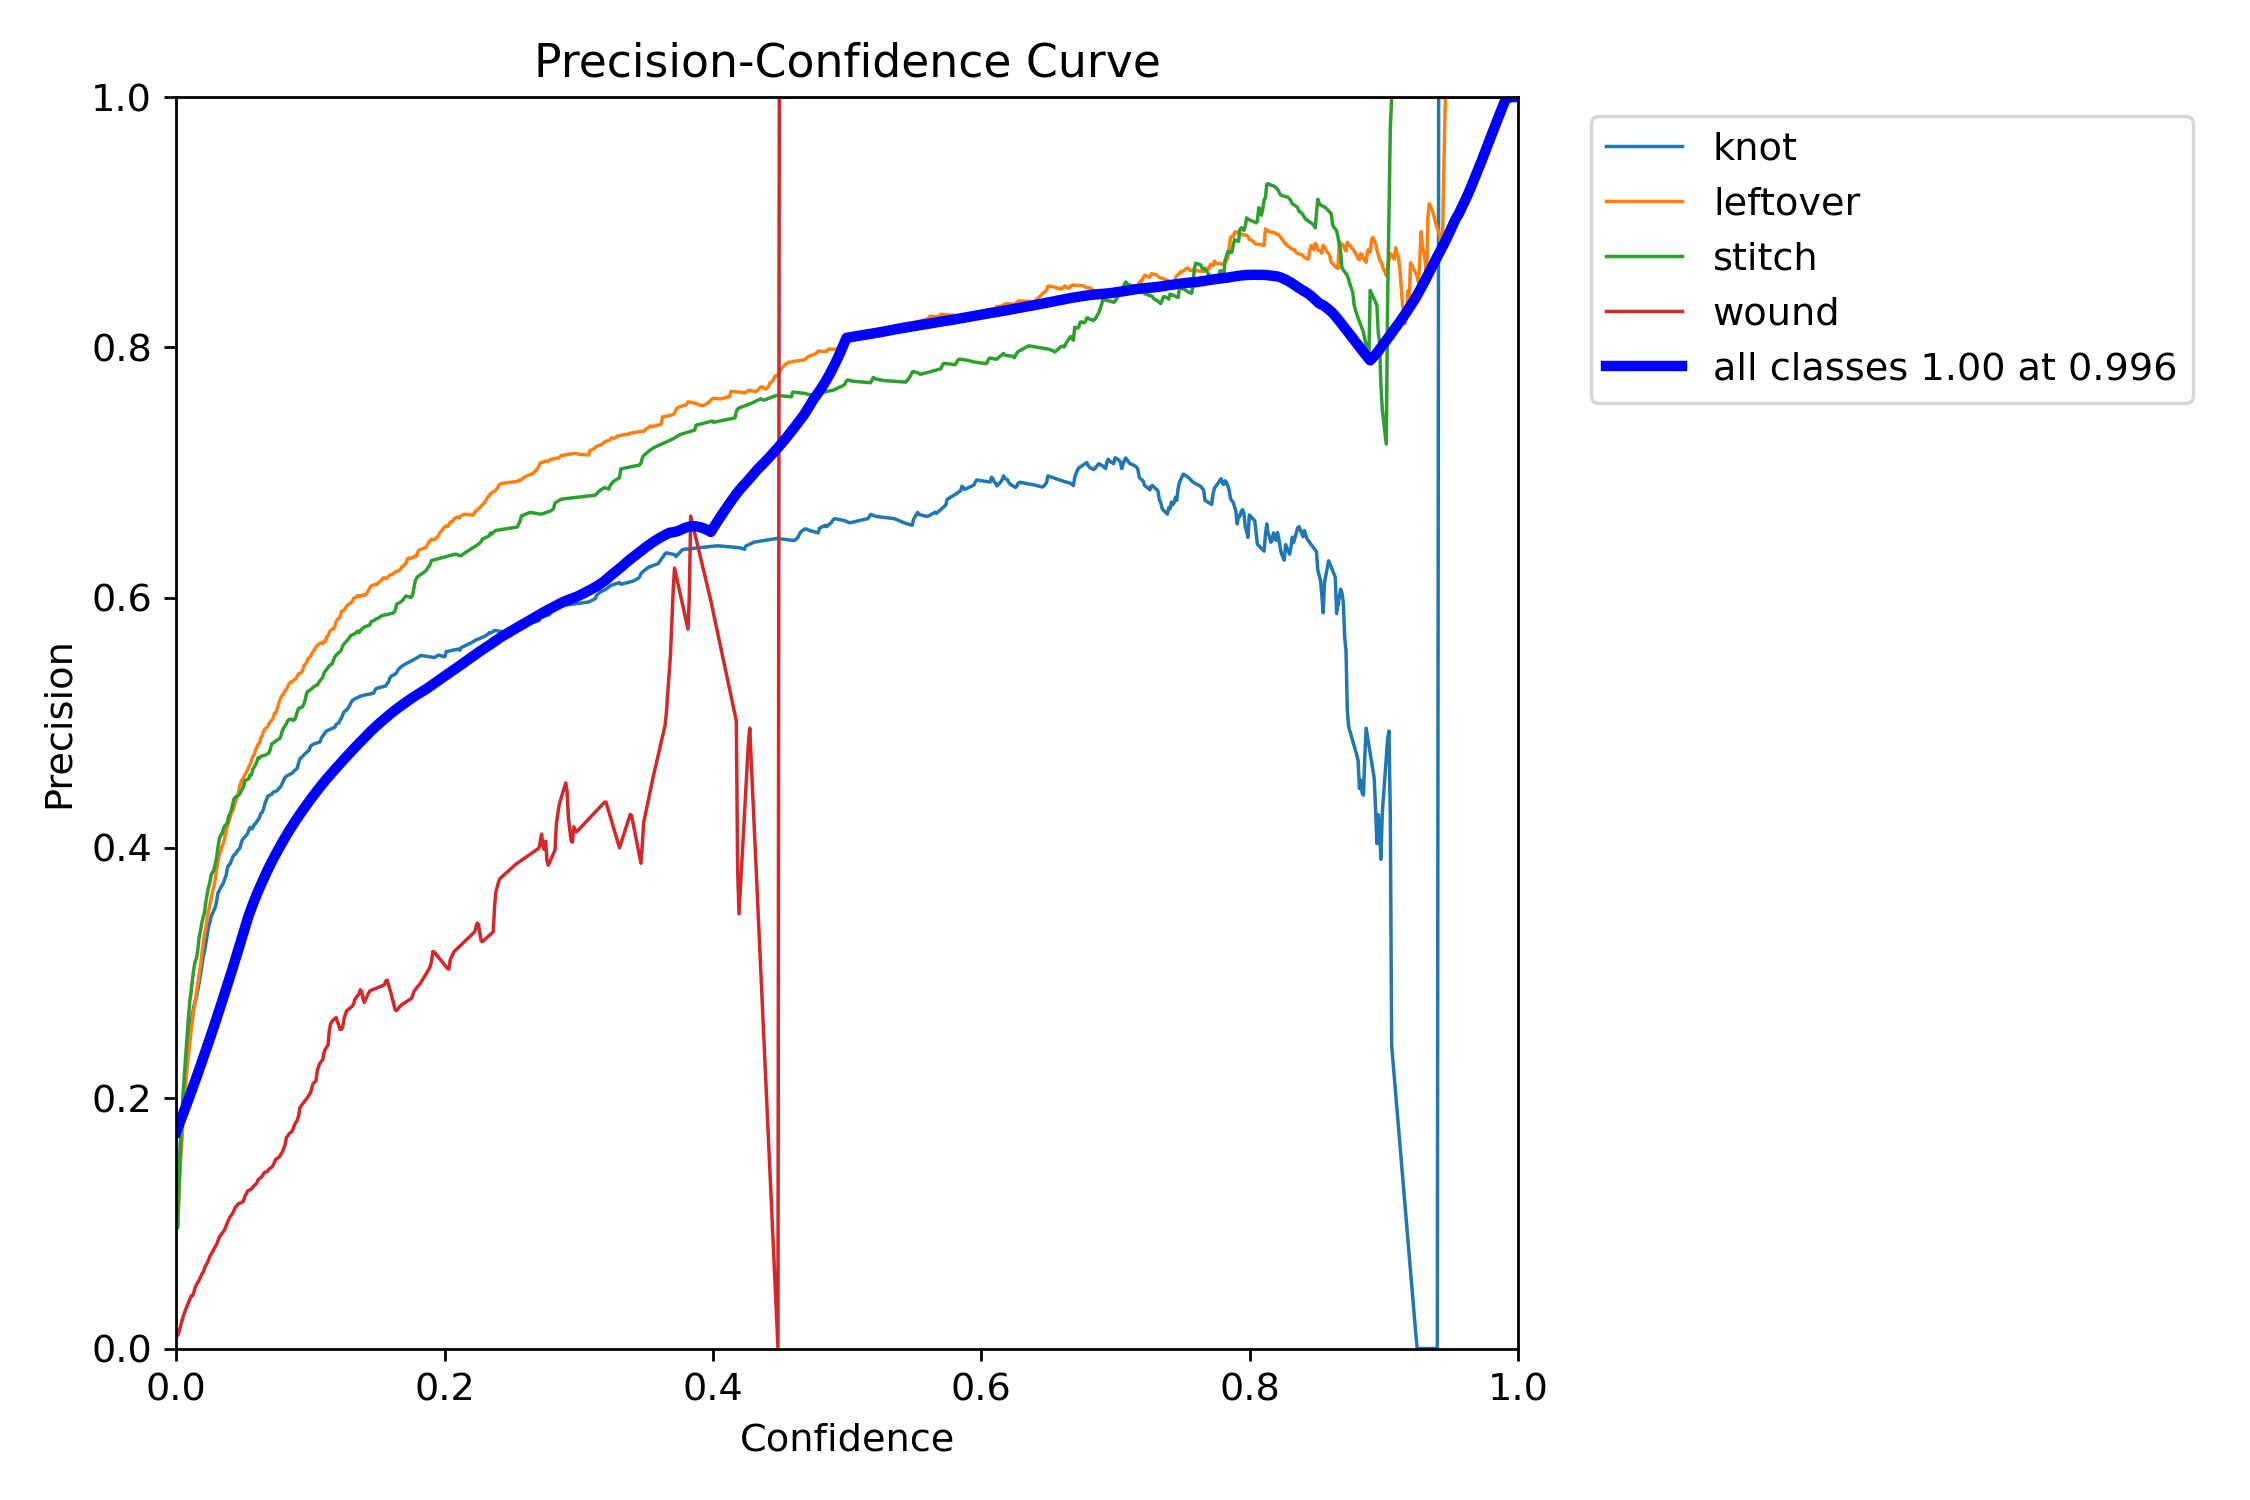 Precision-Confidence Curve
1.0
0.8
0.6
0.4
0.2
0.0
Precision
0.0 0.2 0.4 0.6 0.8 1.0
Confidence
knot
leftover
stitch
wound
all classes 1.00 at 0.996